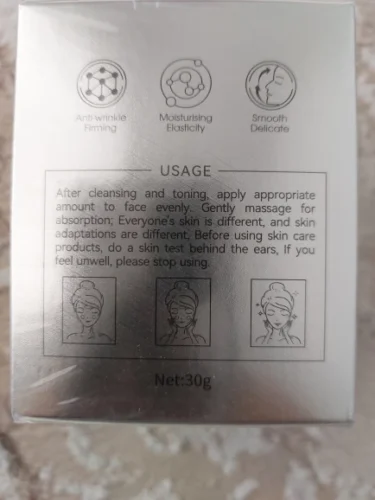 Anti-wrinkle
Firming
Moisturising
Elasticity
Smooth
Delicate
USAGE
After cleansing and toning, apply appropriate
amount to face evenly. Gently massage for
absorption; Everyone's skin is different, and skin
adaptations are different, Before using skin care
products, do a skin test behind the ears, If you
feel unwell, please stop using.
Net:30g